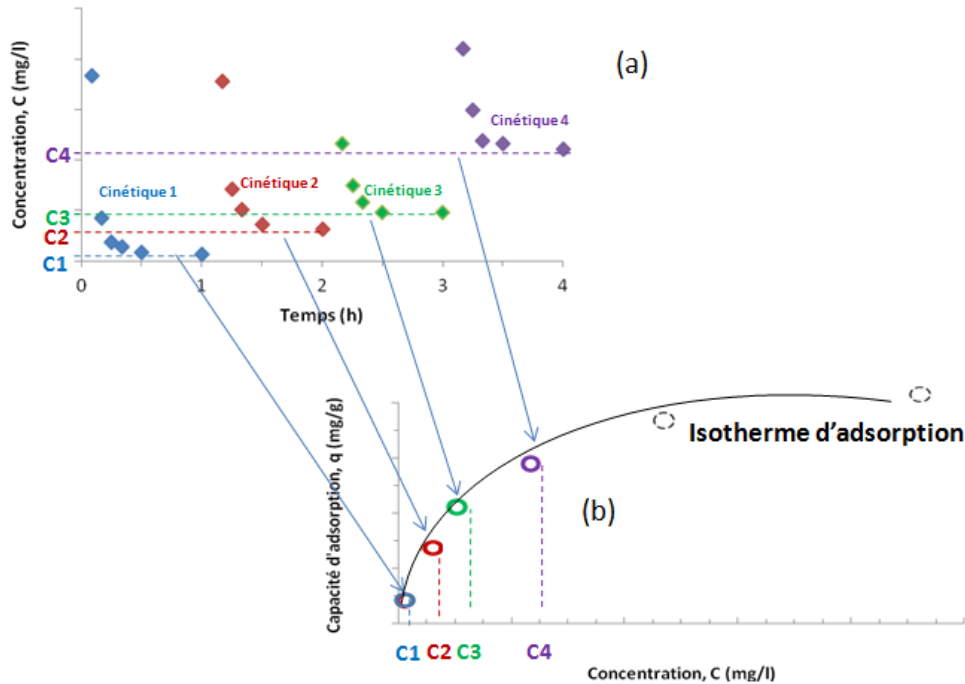 Concentration, C (mg/l)
(a)
Cinétique 4
C4
Cinétique 1
Cinétique 2
Cinétique 3
C3
C2
C1
0
1
2
3
4
Temps (h)
Capacité d'adsorption, q (mg/g)
Isotherme d'adsorption
(b)
C1
C2
C3
C4
Concentration, C (mg/l)